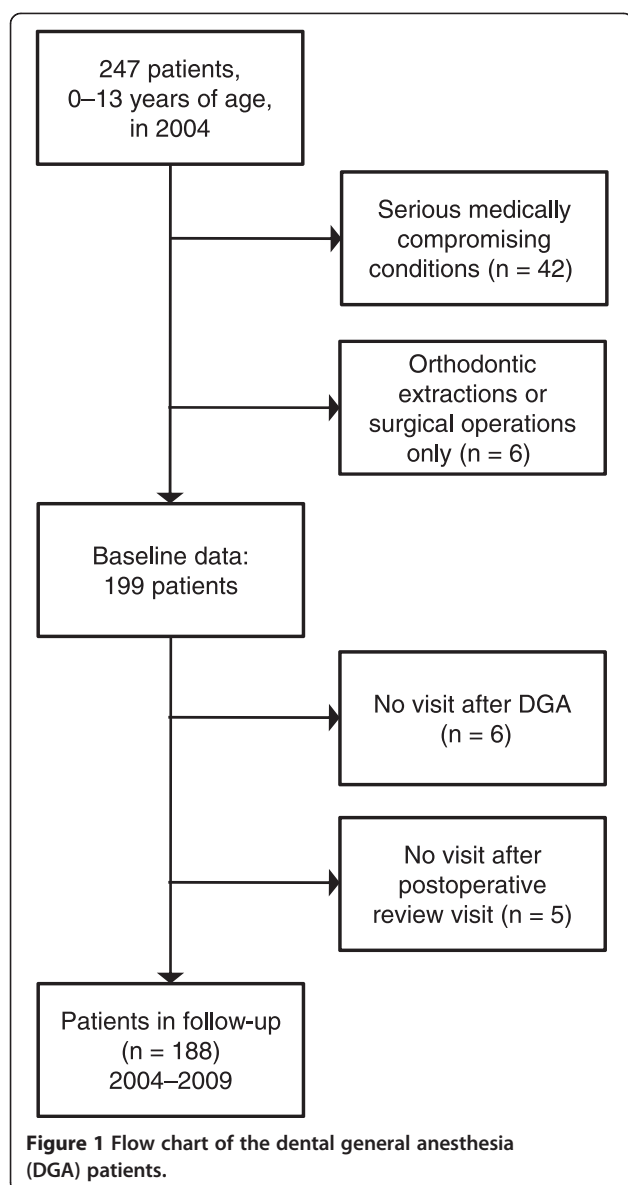 247 patients,
0–13 years of age,
in 2004
Serious medically
compromising
conditions (n = 42)
Orthodontic
extractions or
surgical operations
only (n = 6)
Baseline data:
199 patients
No visit after DGA
(n = 6)
No visit after
postoperative
review visit (n = 5)
Patients in follow-up
(n = 188)
2004–2009
Figure 1 Flow chart of the dental general anesthesia
(DGA) patients.